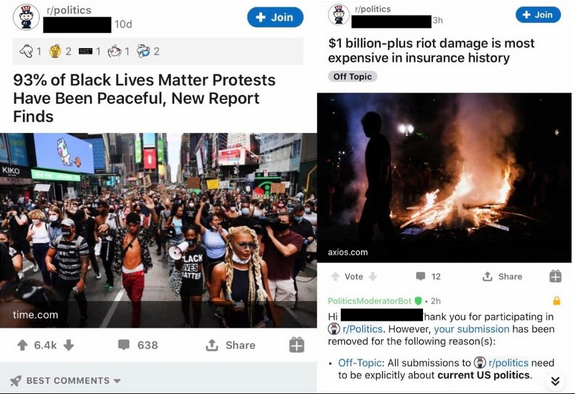 r/politics
10d
+ Join
1 2 1 1 2
93% of Black Lives Matter Protests
Have Been Peaceful, New Report
Finds
KIKO
BLACK
LIVES
MATTER
time.com
6.4k 638 Share
BEST COMMENTS
r/politics
3h
+ Join
$1 billion-plus riot damage is most
expensive in insurance history
Off Topic
axios.com
Vote 12 Share
PoliticsModeratorBot • 2h
Hi hank you for participating in
r/Politics. However, your submission has been
removed for the following reason(s):
• Off-Topic: All submissions to r/politics need
to be explicitly about current US politics.